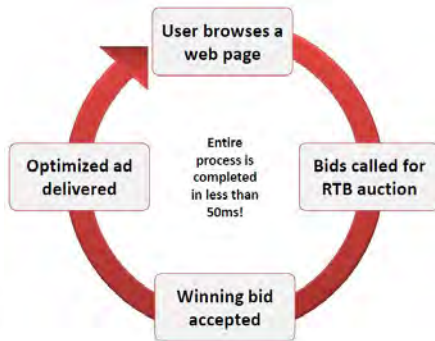 User browses a
web page
Bids called for
RTB auction
Winning bid
accepted
Optimized ad
delivered
Entire
process is
completed
in less than
50ms!